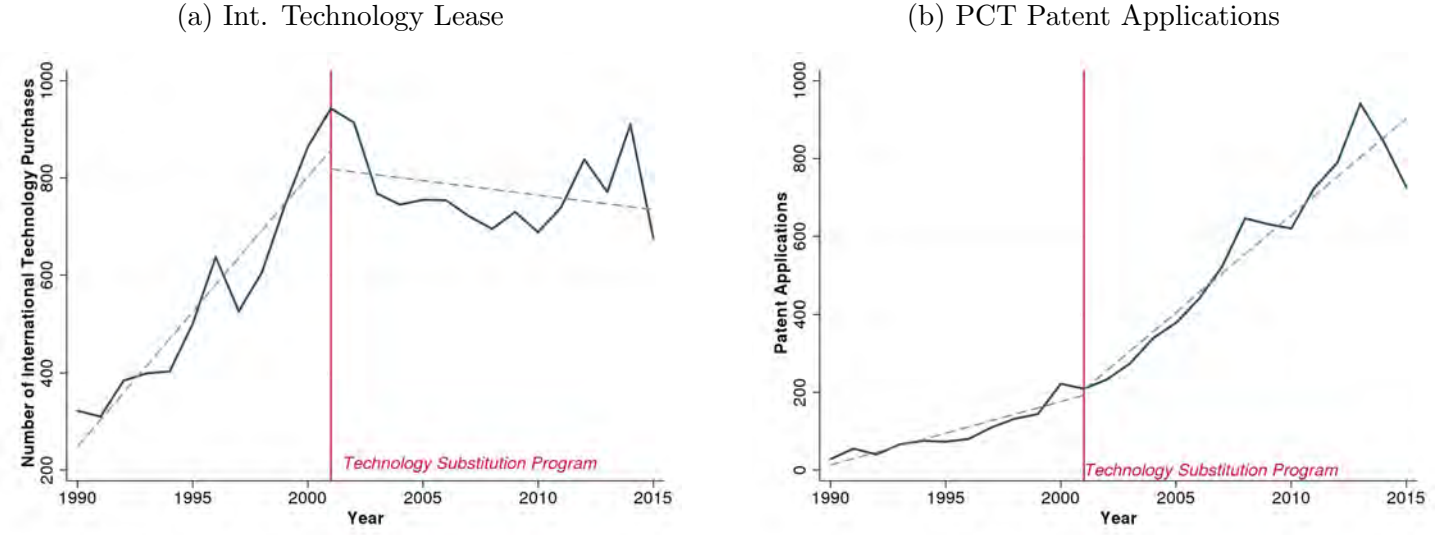 (a) Int. Technology Lease
Number of International Technology Purchases
1000
800
600
400
200
Technology Substitution Program
1990
1995
2000
2005
2010
2015
Year
(b) PCT Patent Applications
Patent Applications
1000
800
600
400
200
0
Technology Substitution Program
1990
1995
2000
2005
2010
2015
Year